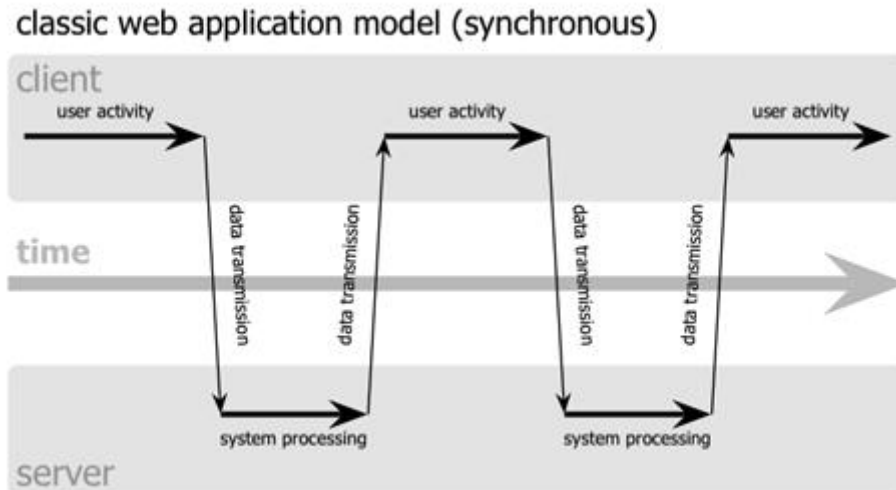 classic web application model (synchronous)
client
user activity
user activity
user activity
data transmission
data transmission
data transmission
data transmission
time
system processing
system processing
server